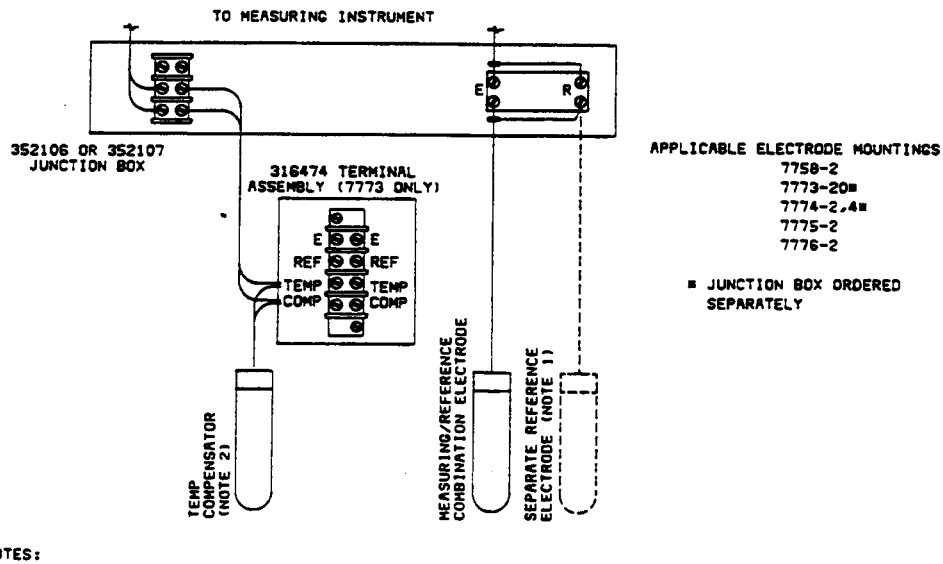 TO MEASURING INSTRUMENT
E
R
352106 OR 352107
JUNCTION BOX
316474 TERMINAL
ASSEMBLY (7773 ONLY)
E E
REF REF
TEMP TEMP
COMP COMP
APPLICABLE ELECTRODE MOUNTINGS
7758-2
7773-20*
7774-2,4*
7775-2
7776-2
* JUNCTION BOX ORDERED
SEPARATELY
TEMP
COMPENSATOR
(NOTE 2)
MEASURING/REFERENCE
COMBINATION ELECTRODE
SEPARATE REFERENCE
ELECTRODE (NOTE 1)
OTES: